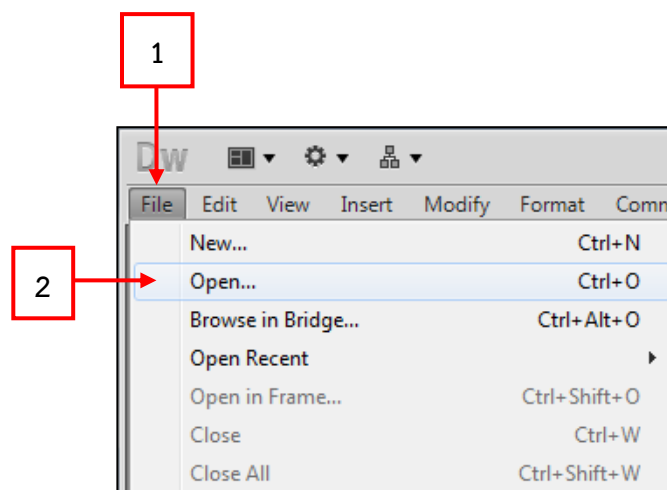 1
Dw
File Edit View Insert Modify Format Comm
New... Ctrl+N
2
Open... Ctrl+O
Browse in Bridge... Ctrl+Alt+O
Open Recent
Open in Frame... Ctrl+Shift+O
Close Ctrl+W
Close All Ctrl+Shift+W